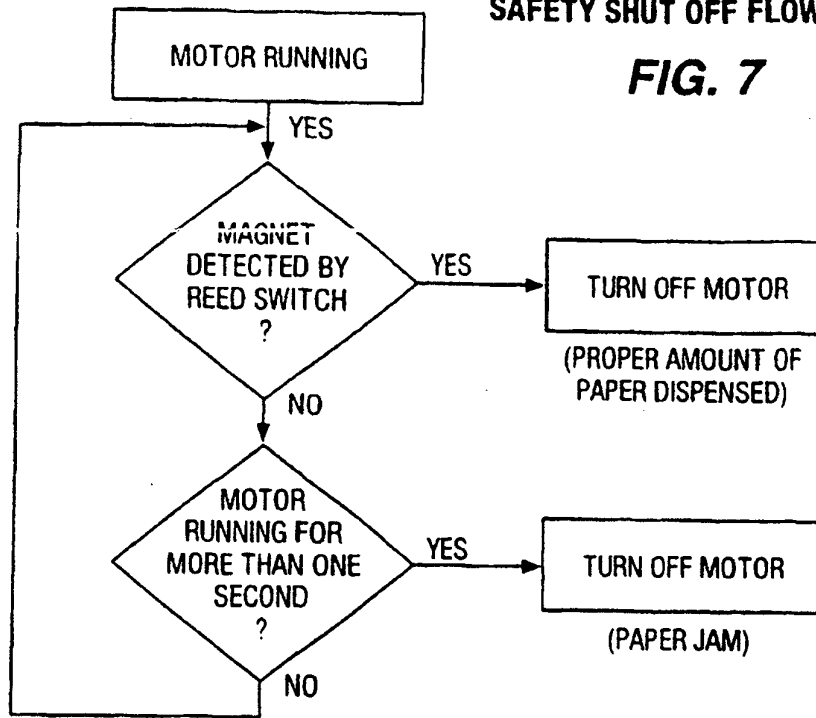 SAFETY SHUT OFF FLOW
FIG. 7
MOTOR RUNNING
YES
MAGNET
DETECTED BY
REED SWITCH
?
YES
TURN OFF MOTOR
(PROPER AMOUNT OF
PAPER DISPENSED)
NO
MOTOR
RUNNING FOR
MORE THAN ONE
SECOND
?
YES
TURN OFF MOTOR
(PAPER JAM)
NO